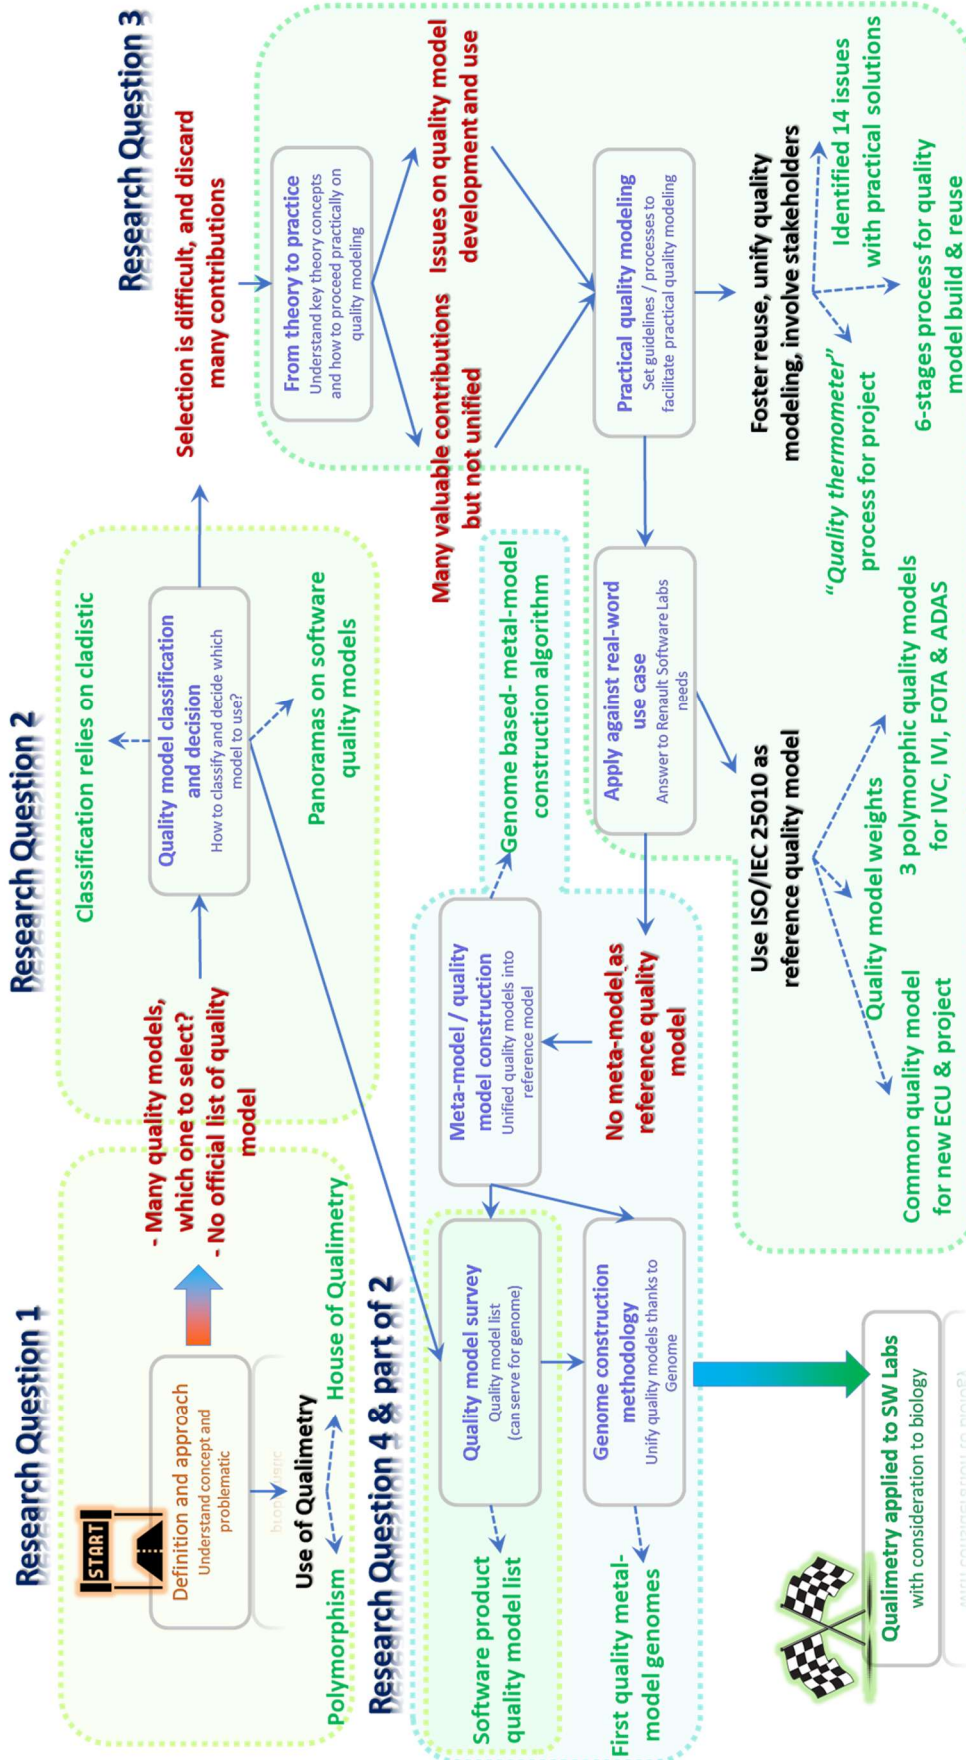 Research Question 1
START
Definition and approach
Understand concept and
problematic
Use of Qualimetry
Polymorphism
House of Qualimetry
- Many quality models,
which one to select?
- No official list of quality
model
Research Question 2
Classification relies on cladistic
Quality model classification
and decision
How to classify and decide which
model to use?
Panoramas on software
quality models
Research Question 3
Selection is difficult, and discard
many contributions
From theory to practice
Understand key theory concepts
and how to proceed practically on
quality modeling
Many valuable contributions
but not unified
Issues on quality model
development and use
Practical quality modeling
Set guidelines / processes to
facilitate practical quality modeling
Foster reuse, unify quality
modeling, involve stakeholders
"Quality thermometer"
process for project
6-stages process for quality
model build & reuse
Identified 14 issues
with practical solutions
Apply against real-word
use case
Answer to Renault Software Labs
needs
Use ISO/IEC 25010 as
reference quality model
Common quality model
for new ECU & project
Quality model weights
3 polymorphic quality models
for IVC, IVI, FOTA & ADAS
Research Question 4 & part of 2
No meta-model as
reference quality
model
Meta-model / quality
model construction
Unified quality models into
reference model
Genome based- metal-model
construction algorithm
Quality model survey
Quality model list
(can serve for genome)
Software product
quality model list
Genome construction
methodology
Unify quality models thanks to
Genome
First quality metal-
model genomes
Qualimetry applied to SW Labs
with consideration to biology